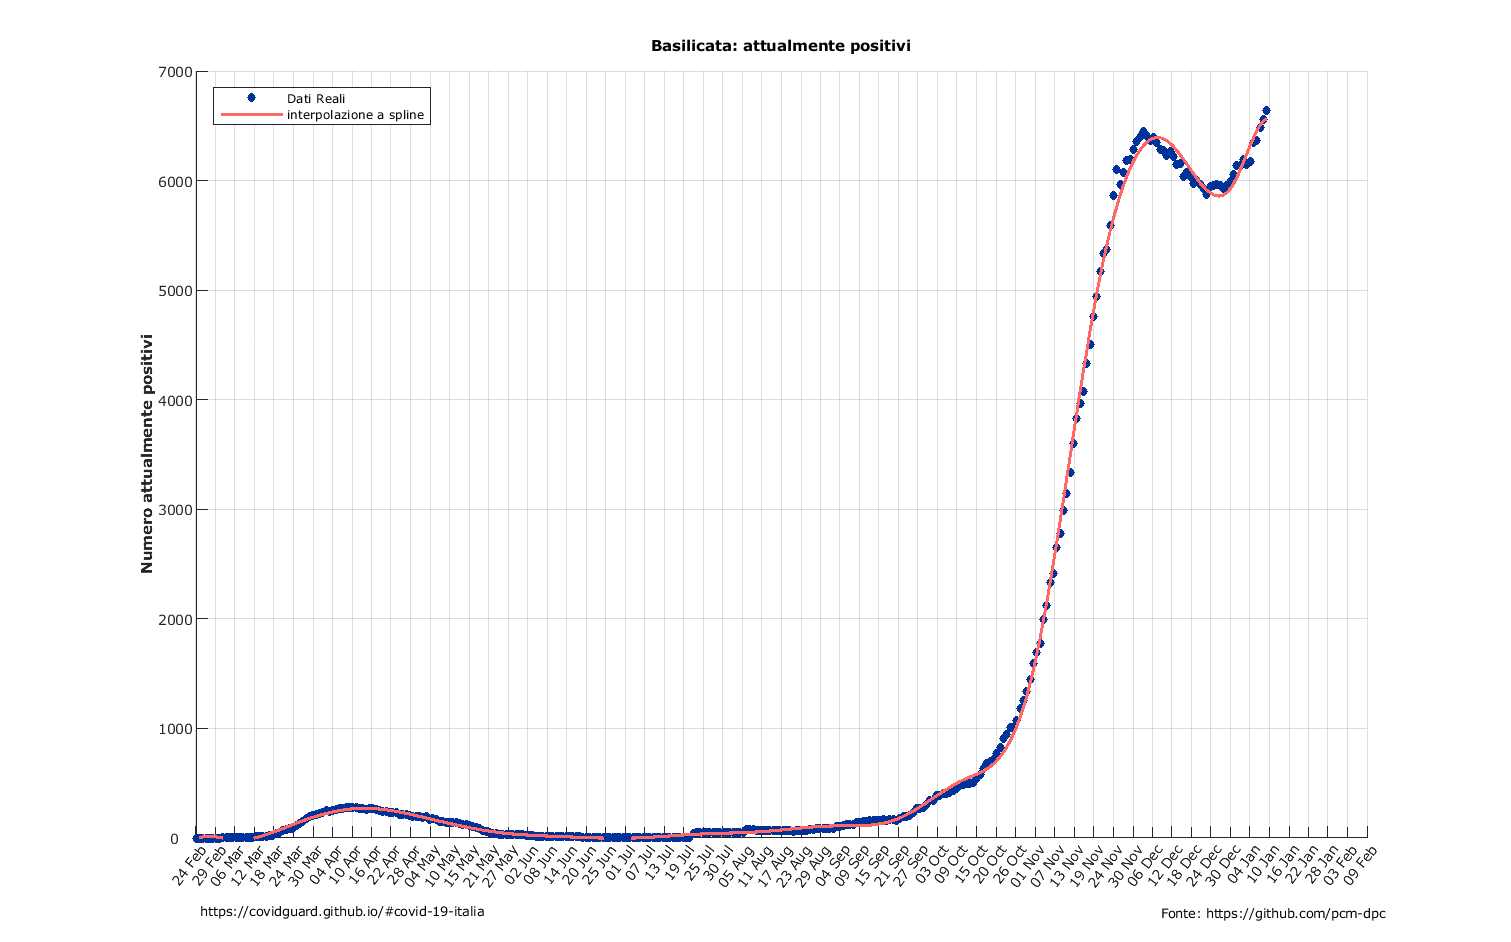 Basilicata: attualmente positivi
Dati Reali
interpolazione a spline
Numero attualmente positivi
7000
6000
5000
4000
3000
2000
1000
0
24 Feb
29 Feb
06 Mar
12 Mar
18 Mar
24 Mar
30 Mar
04 Apr
10 Apr
16 Apr
22 Apr
28 Apr
04 May
10 May
15 May
21 May
27 May
02 Jun
08 Jun
14 Jun
20 Jun
25 Jun
01 Jul
07 Jul
13 Jul
19 Jul
25 Jul
30 Jul
05 Aug
11 Aug
17 Aug
23 Aug
29 Aug
04 Sep
09 Sep
15 Sep
21 Sep
27 Sep
03 Oct
09 Oct
15 Oct
20 Oct
26 Oct
01 Nov
07 Nov
13 Nov
19 Nov
24 Nov
30 Nov
06 Dec
12 Dec
18 Dec
24 Dec
30 Dec
04 Jan
10 Jan
16 Jan
22 Jan
28 Jan
03 Feb
09 Feb
https://covidguard.github.io/#covid-19-italia
Fonte: https://github.com/pcm-dpc